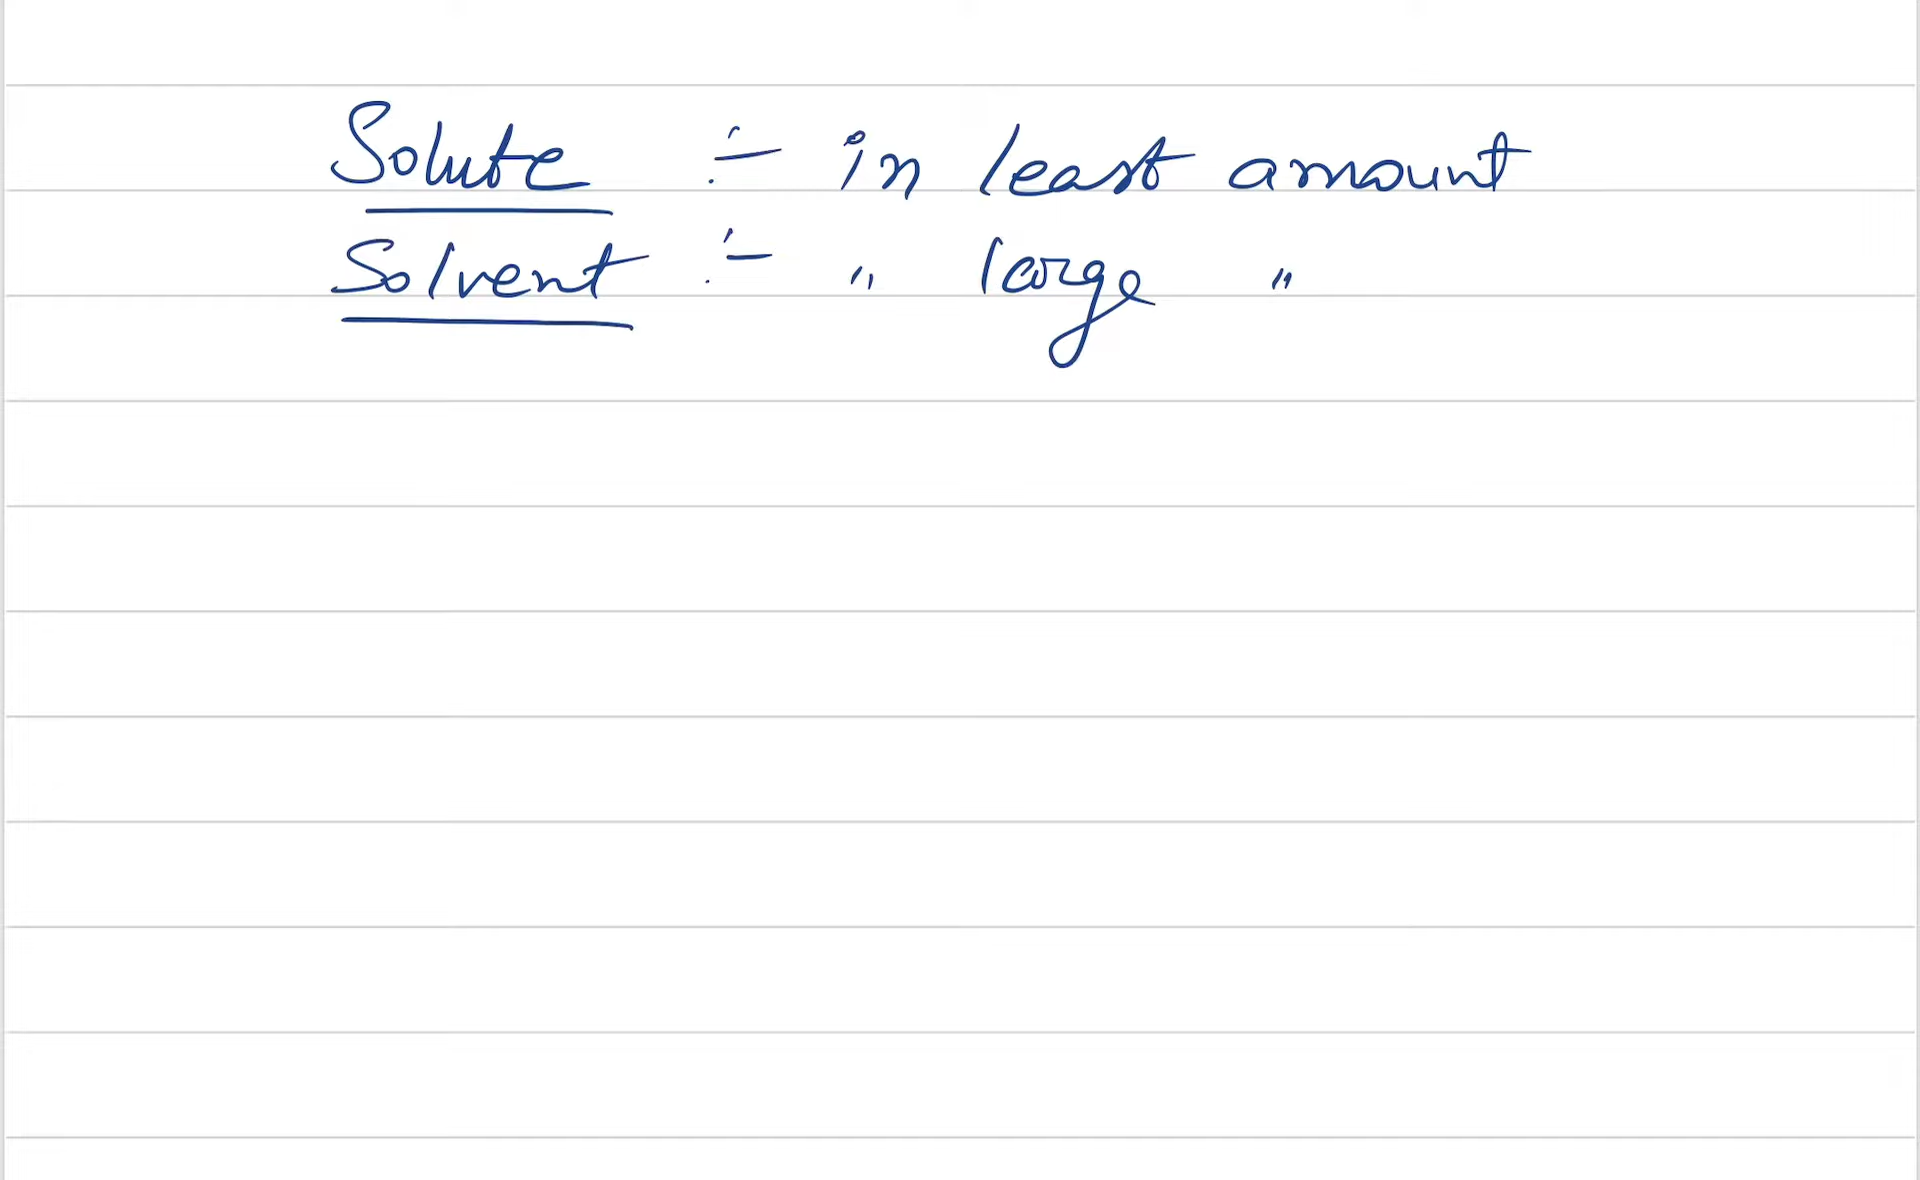 Solute :- in least amount
Solvent :- " large "